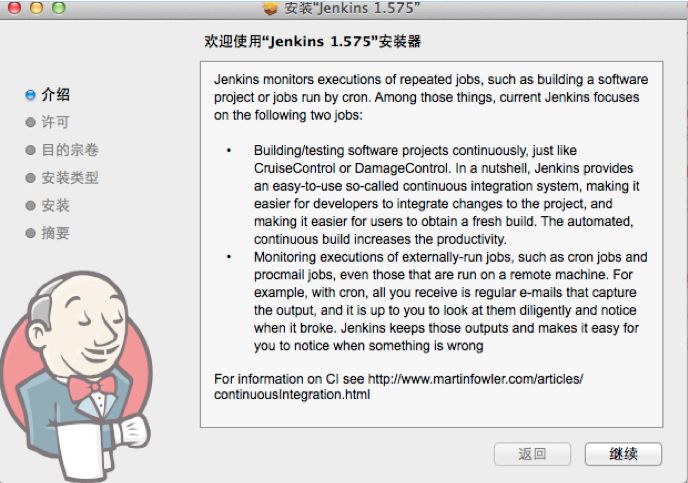 安装“Jenkins 1.575”
欢迎使用“Jenkins 1.575”安装器
介绍
许可
目的宗卷
安装类型
安装
摘要
Jenkins monitors executions of repeated jobs, such as building a software
project or jobs run by cron. Among those things, current Jenkins focuses
on the following two jobs:
• Building/testing software projects continuously, just like
CruiseControl or DamageControl. In a nutshell, Jenkins provides
an easy-to-use so-called continuous integration system, making it
easier for developers to integrate changes to the project, and
making it easier for users to obtain a fresh build. The automated,
continuous build increases the productivity.
• Monitoring executions of externally-run jobs, such as cron jobs and
procmail jobs, even those that are run on a remote machine. For
example, with cron, all you receive is regular e-mails that capture
the output, and it is up to you to look at them diligently and notice
when it broke. Jenkins keeps those outputs and makes it easy for
you to notice when something is wrong
For information on CI see http://www.martinfowler.com/articles/
continuousIntegration.html
返回
继续